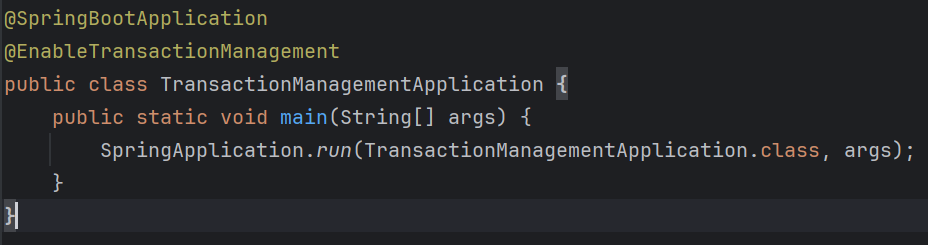 @SpringBootApplication
@EnableTransactionManagement
public class TransactionManagementApplication {
    public static void main(String[] args) {
        SpringApplication.run(TransactionManagementApplication.class, args);
    }
}